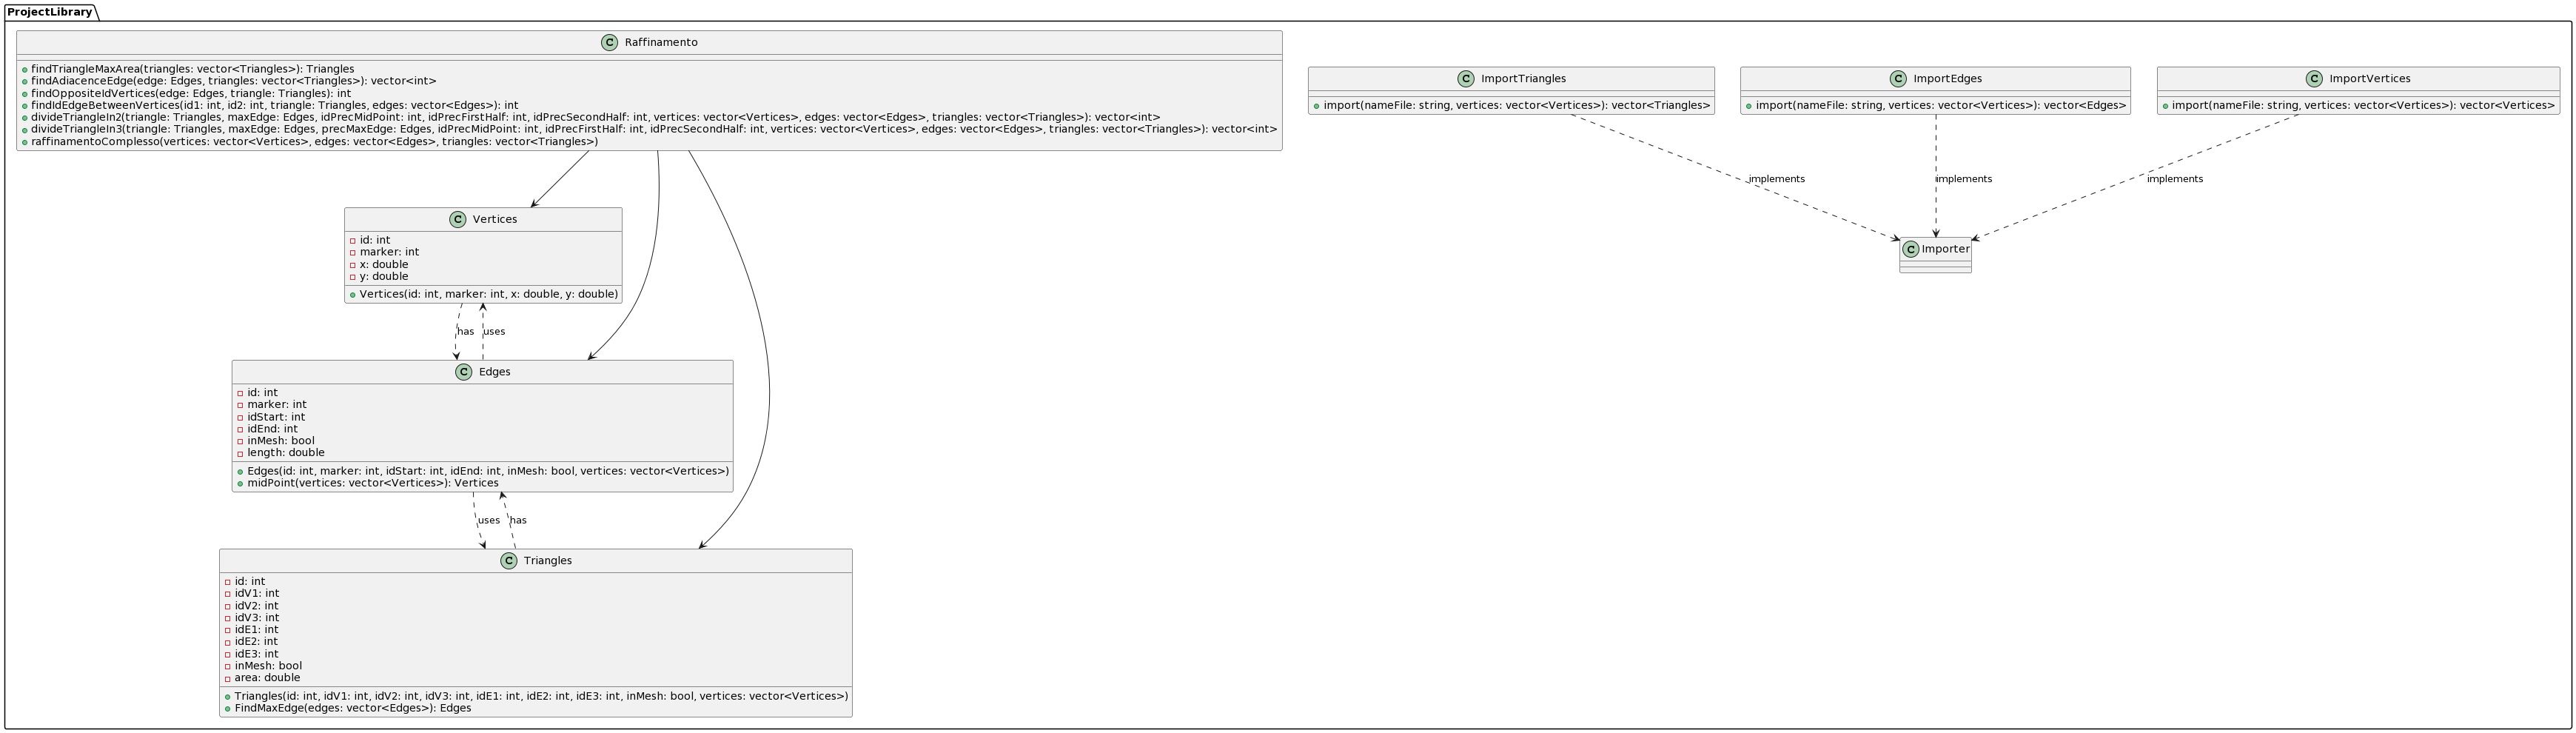 ProjectLibrary
C Raffinamento
findTriangleMaxArea(triangles: vector<Triangles>): Triangles
findAdiacenceEdge(edge: Edges, triangles: vector<Triangles>): vector<int>
findOppositeIdVertices(edge: Edges, triangle: Triangles): int
findIdEdgeBetweenVertices(id1: int, id2: int, triangle: Triangles, edges: vector<Edges>): int
divideTriangleIn2(triangle: Triangles, maxEdge: Edges, idPrecMidPoint: int, idPrecFirstHalf: int, idPrecSecondHalf: int, vertices: vector<Vertices>, edges: vector<Edges>, triangles: vector<Triangles>): vector<int>
divideTriangleIn3(triangle: Triangles, maxEdge: Edges, precMaxEdge: Edges, idPrecMidPoint: int, idPrecFirstHalf: int, idPrecSecondHalf: int, vertices: vector<Vertices>, edges: vector<Edges>, triangles: vector<Triangles>): vector<int>
raffinamentoComplesso(vertices: vector<Vertices>, edges: vector<Edges>, triangles: vector<Triangles>)
C ImportTriangles
import(nameFile: string, vertices: vector<Vertices>): vector<Triangles>
C ImportEdges
import(nameFile: string, vertices: vector<Vertices>): vector<Edges>
C ImportVertices
import(nameFile: string, vertices: vector<Vertices>): vector<Vertices>
implements
implements
implements
C Vertices
id: int
marker: int
x: double
y: double
Vertices(id: int, marker: int, x: double, y: double)
C Importer
has
uses
C Edges
id: int
marker: int
idStart: int
idEnd: int
inMesh: bool
length: double
Edges(id: int, marker: int, idStart: int, idEnd: int, inMesh: bool, vertices: vector<Vertices>)
midPoint(vertices: vector<Vertices>): Vertices
uses
has
C Triangles
id: int
idV1: int
idV2: int
idV3: int
idE1: int
idE2: int
idE3: int
inMesh: bool
area: double
Triangles(id: int, idV1: int, idV2: int, idV3: int, idE1: int, idE2: int, idE3: int, inMesh: bool, vertices: vector<Vertices>)
FindMaxEdge(edges: vector<Edges>): Edges